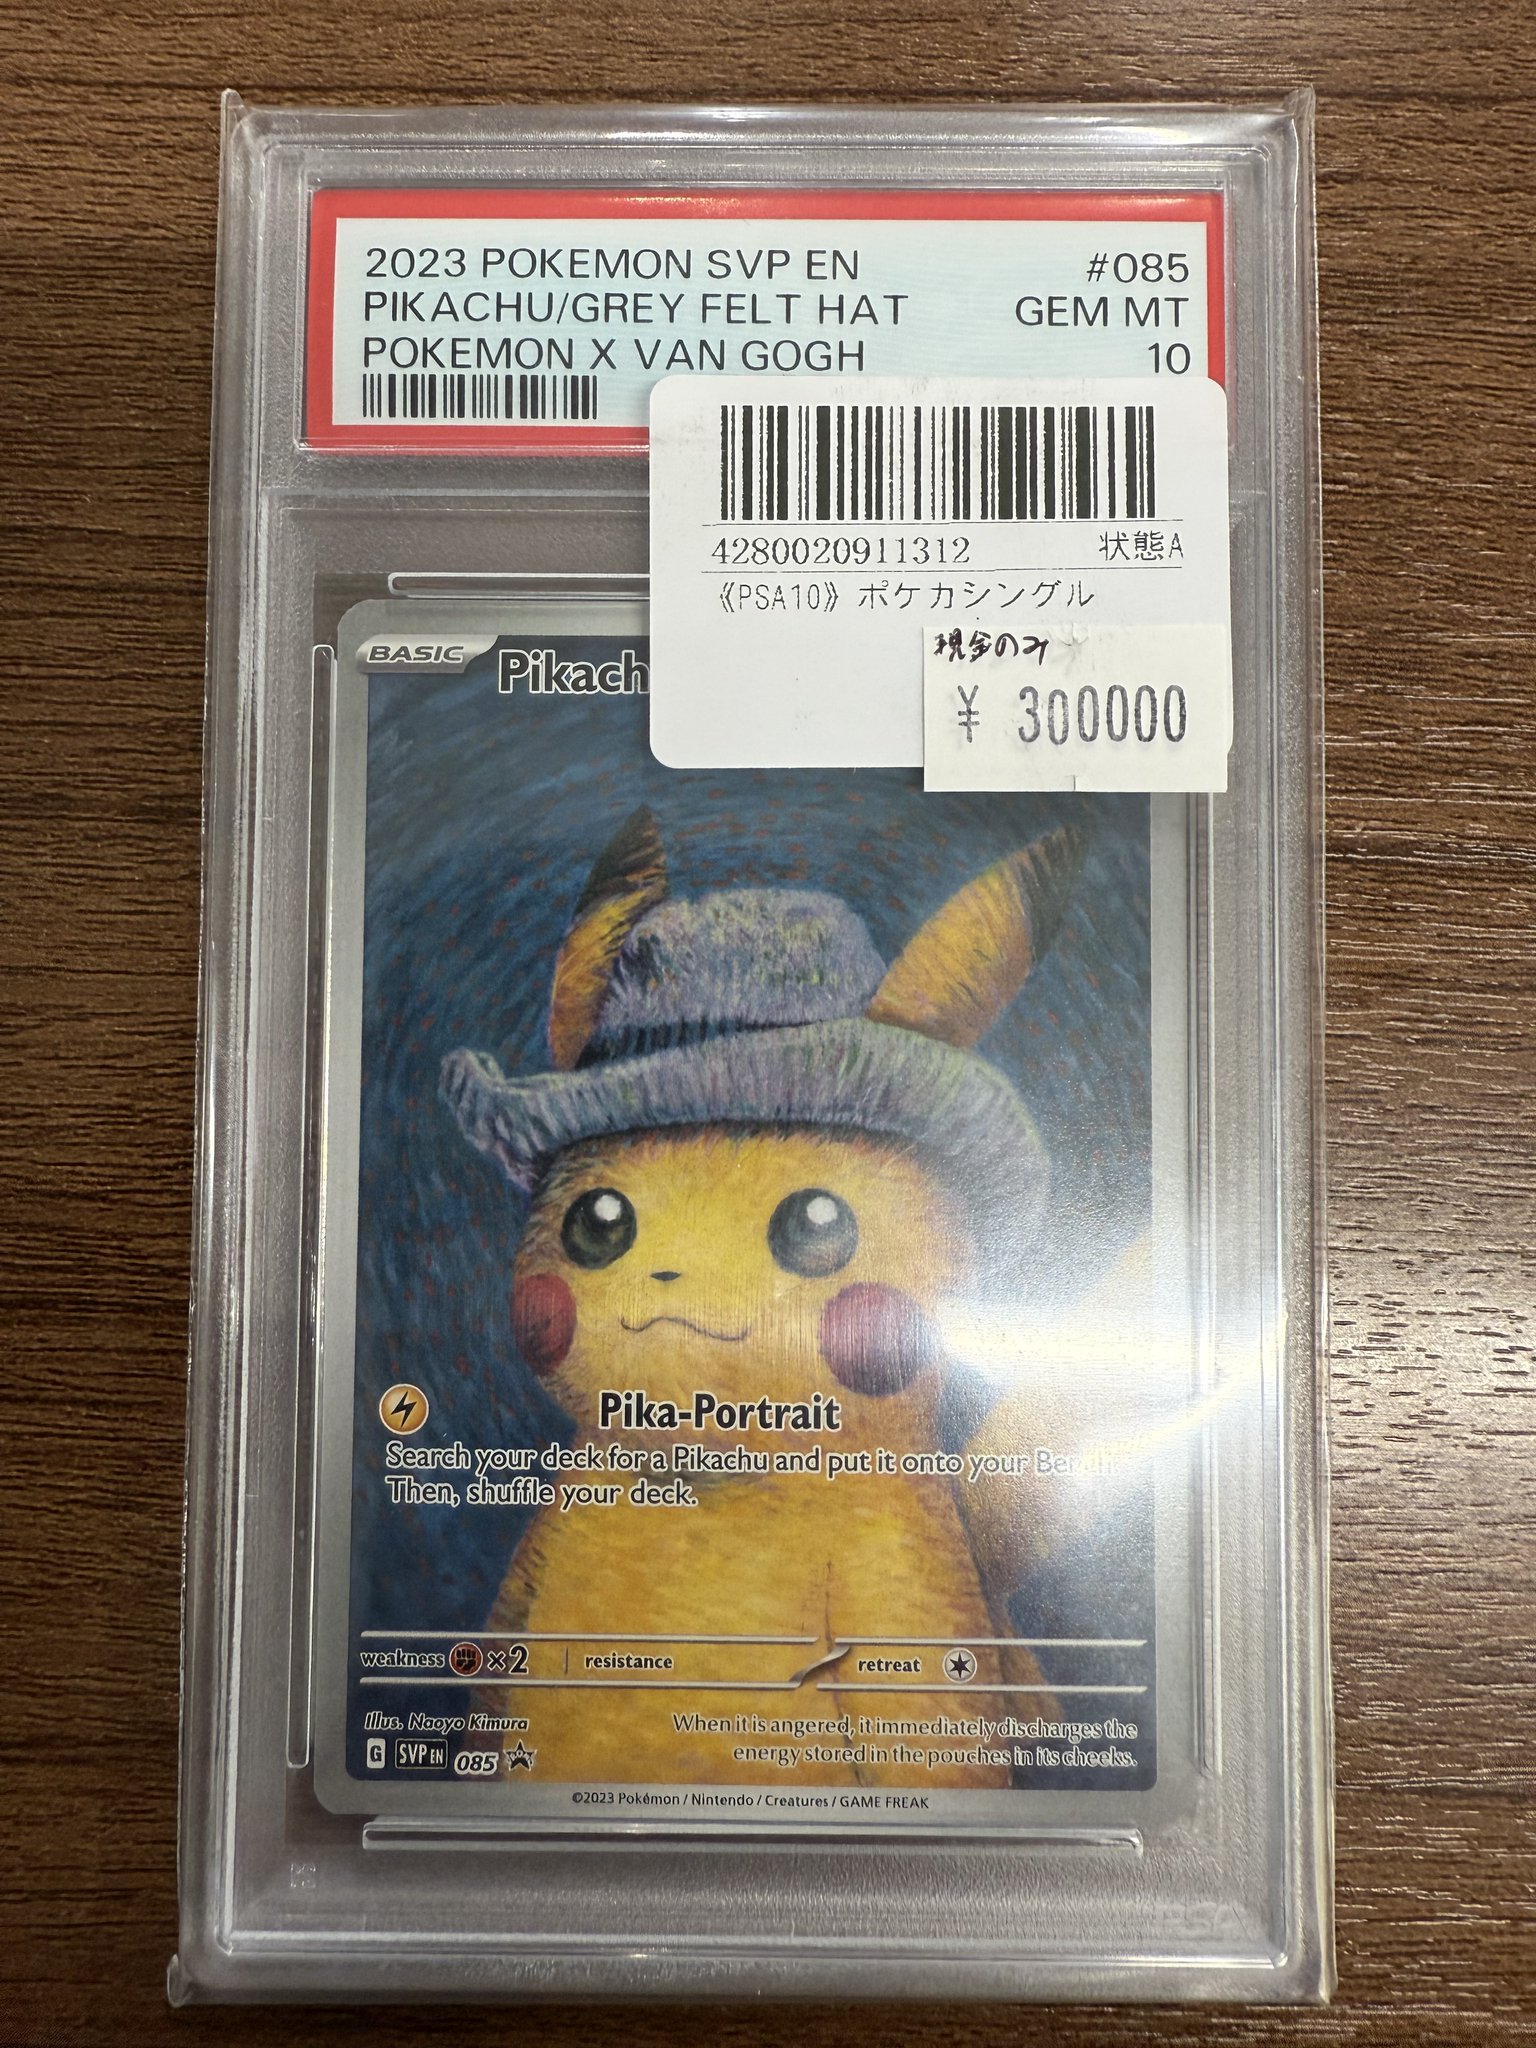 2023 POKEMON SVP EN #085
PIKACHU/GREY FELT HAT GEM MT
POKEMON X VAN GOGH 10
4280020911312 状態A
《PSA10》ポケカシングル
現金のみ
¥ 300000
BASIC Pikach
Pika-Portrait
Search your deck for a Pikachu and put it onto your
Then, shuffle your deck.
weakness ×2 resistance retreat
Illus. Naoyo Kimura
When it is angered, it immediately discharges the
energy stored in the pouches in its cheeks.
G SVP EN 085
©2023 Pokémon / Nintendo / Creatures / GAME FREAK